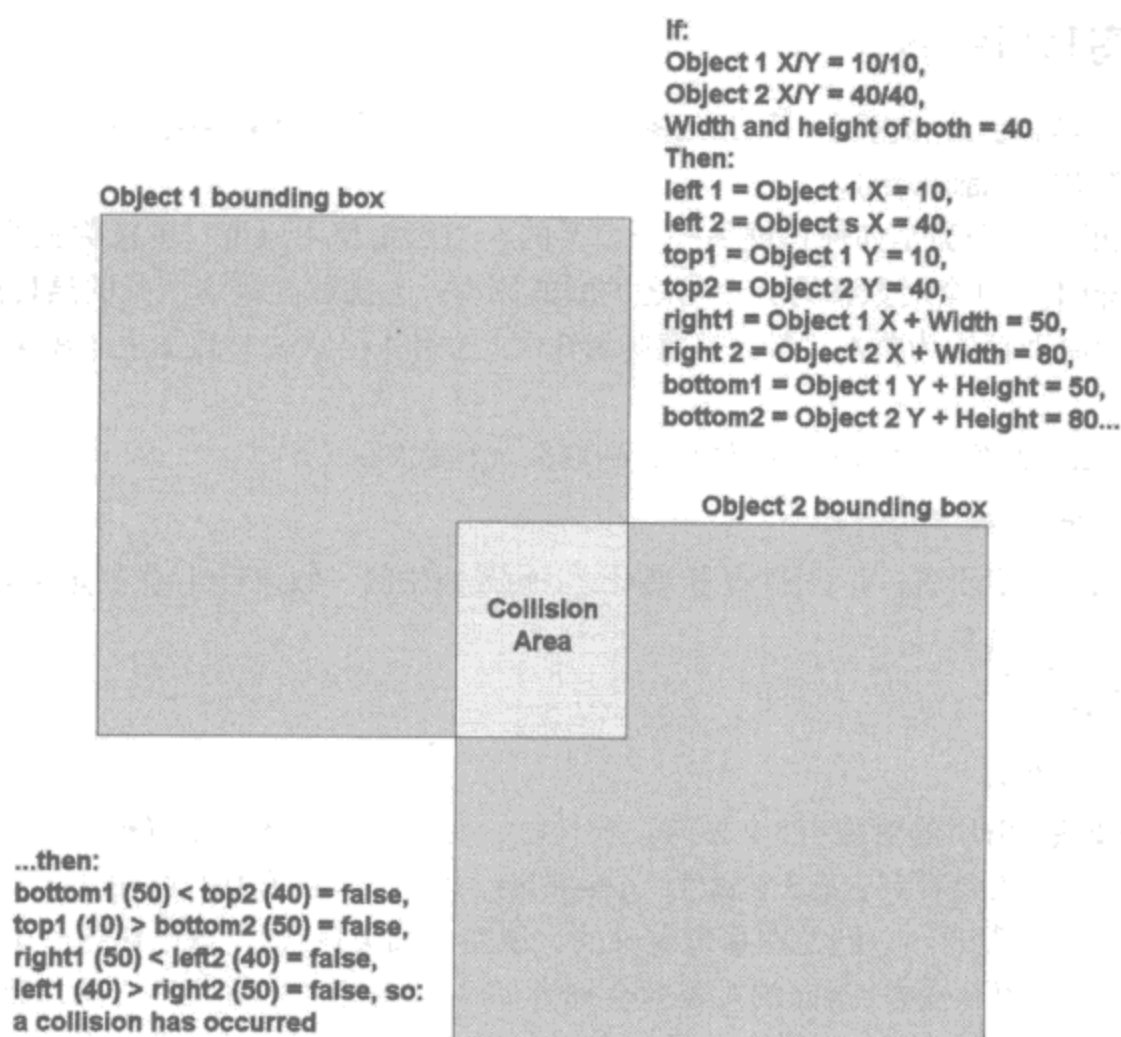 If:
Object 1 X/Y = 10/10,
Object 2 X/Y = 40/40,
Width and height of both = 40
Then:
left 1 = Object 1 X = 10,
left 2 = Object s X = 40,
top1 = Object 1 Y = 10,
top2 = Object 2 Y = 40,
right1 = Object 1 X + Width = 50,
right 2 = Object 2 X + Width = 80,
bottom1 = Object 1 Y + Height = 50,
bottom2 = Object 2 Y + Height = 80...
Object 1 bounding box
Object 2 bounding box
Collision
Area
...then:
bottom1 (50) < top2 (40) = false,
top1 (10) > bottom2 (50) = false,
right1 (50) < left2 (40) = false,
left1 (40) > right2 (50) = false, so:
a collision has occurred